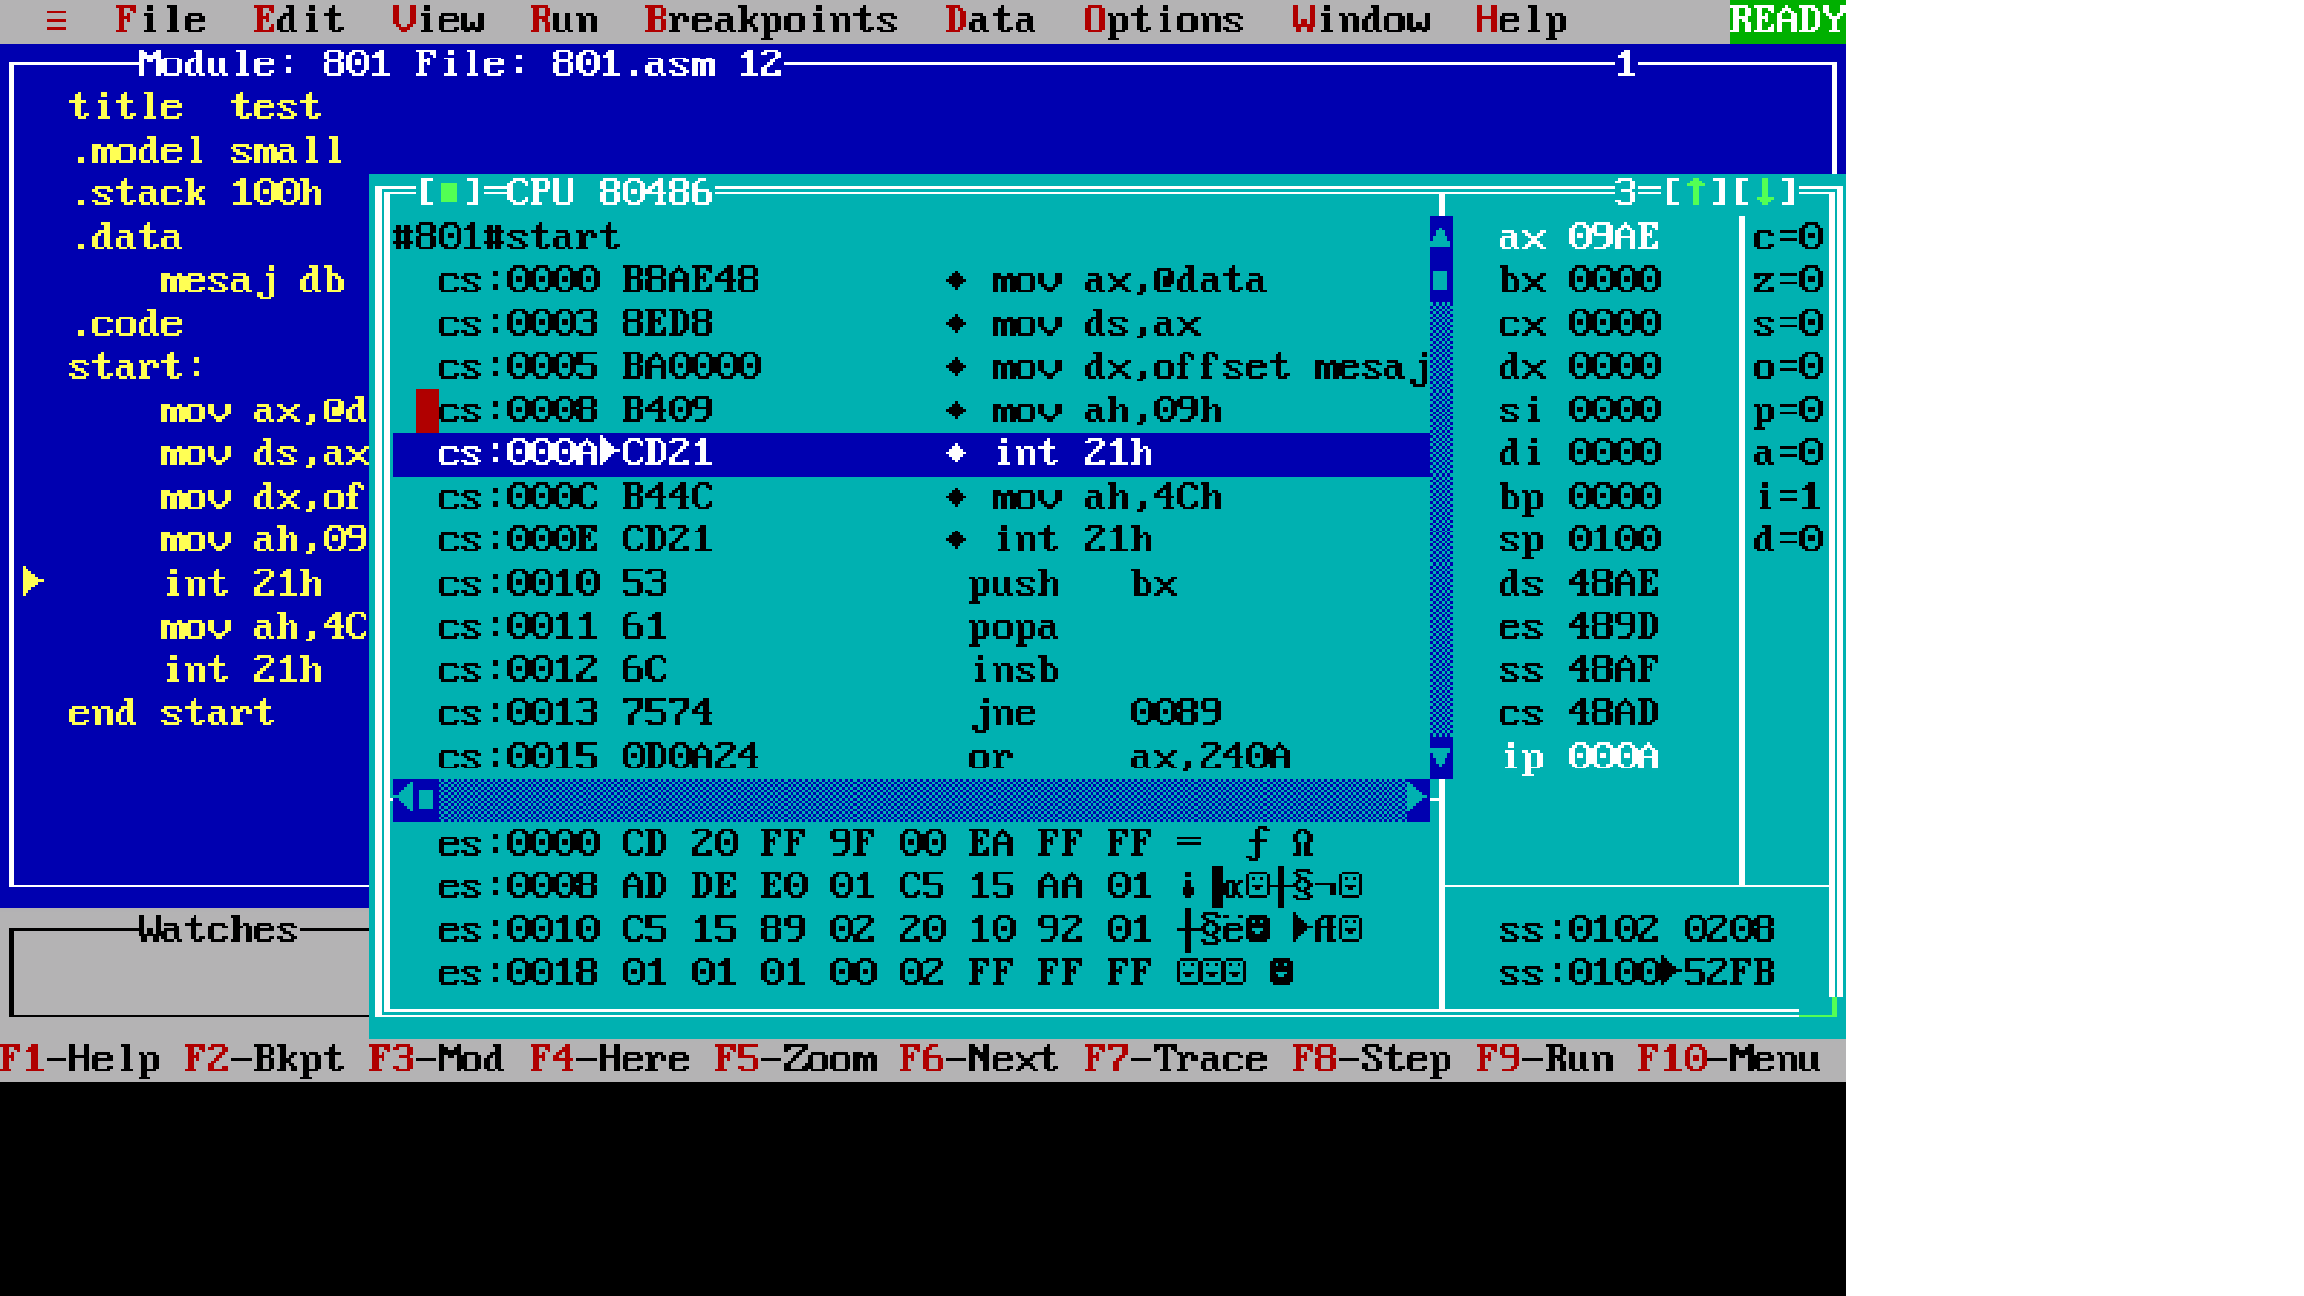 ≡ File Edit View Run Breakpoints Data Options Window Help READY
Module: 801 File: 801.asm 12 1
title test
.model small
.stack 100h
.data
mesaj db
.code
start:
mov ax,@d
mov ds,ax
mov dx,of
mov ah,09
► int 21h
mov ah,4C
int 21h
end start
Watches
[■]=CPU 80486 3=[↑][↓]
#801#start
cs:0000 B8AE48 ♦ mov ax,@data
cs:0003 8ED8 ♦ mov ds,ax
cs:0005 BA0000 ♦ mov dx,offset mesaj
cs:0008 B409 ♦ mov ah,09h
cs:000A►CD21 ♦ int 21h
cs:000C B44C ♦ mov ah,4Ch
cs:000E CD21 ♦ int 21h
cs:0010 53 push bx
cs:0011 61 popa
cs:0012 6C insb
cs:0013 7574 jne 0089
cs:0015 0D0A24 or ax,240A
ax 09AE c=0
bx 0000 z=0
cx 0000 s=0
dx 0000 o=0
si 0000 p=0
di 0000 a=0
bp 0000 i=1
sp 0100 d=0
ds 48AE
es 489D
ss 48AF
cs 48AD
ip 000A
es:0000 CD 20 FF 9F 00 EA FF FF = ƒ Ω
es:0008 AD DE E0 01 C5 15 AA 01 ¡▐α☺┼§¬☺
es:0010 C5 15 89 02 20 10 92 01 ┼§ë☻ ►Æ☺
es:0018 01 01 01 00 02 FF FF FF ☺☺☺ ☻
ss:0102 0208
ss:0100►52FB
F1-Help F2-Bkpt F3-Mod F4-Here F5-Zoom F6-Next F7-Trace F8-Step F9-Run F10-Menu